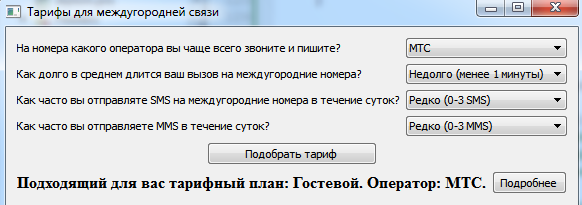 Тарифы для междугородней связи
На номера какого оператора вы чаще всего звоните и пишите? МТС
Как долго в среднем длится ваш вызов на междугородние номера? Недолго (менее 1 минуты)
Как часто вы отправляте SMS на междугородние номера в течение суток? Редко (0-3 SMS)
Как часто вы отправляете MMS в течение суток? Редко (0-3 MMS)
Подобрать тариф
Подходящий для вас тарифный план: Гостевой. Оператор: МТС. Подробнее